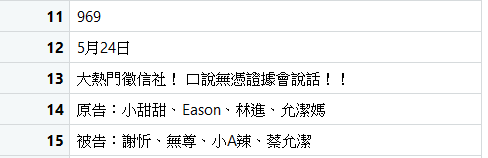 11 969
12 5月24日
13 大熱門徵信社！ 口說無憑證據會說話！！
14 原告：小甜甜、Eason、林進、允潔媽
15 被告：謝忻、無尊、小A辣、蔡允潔